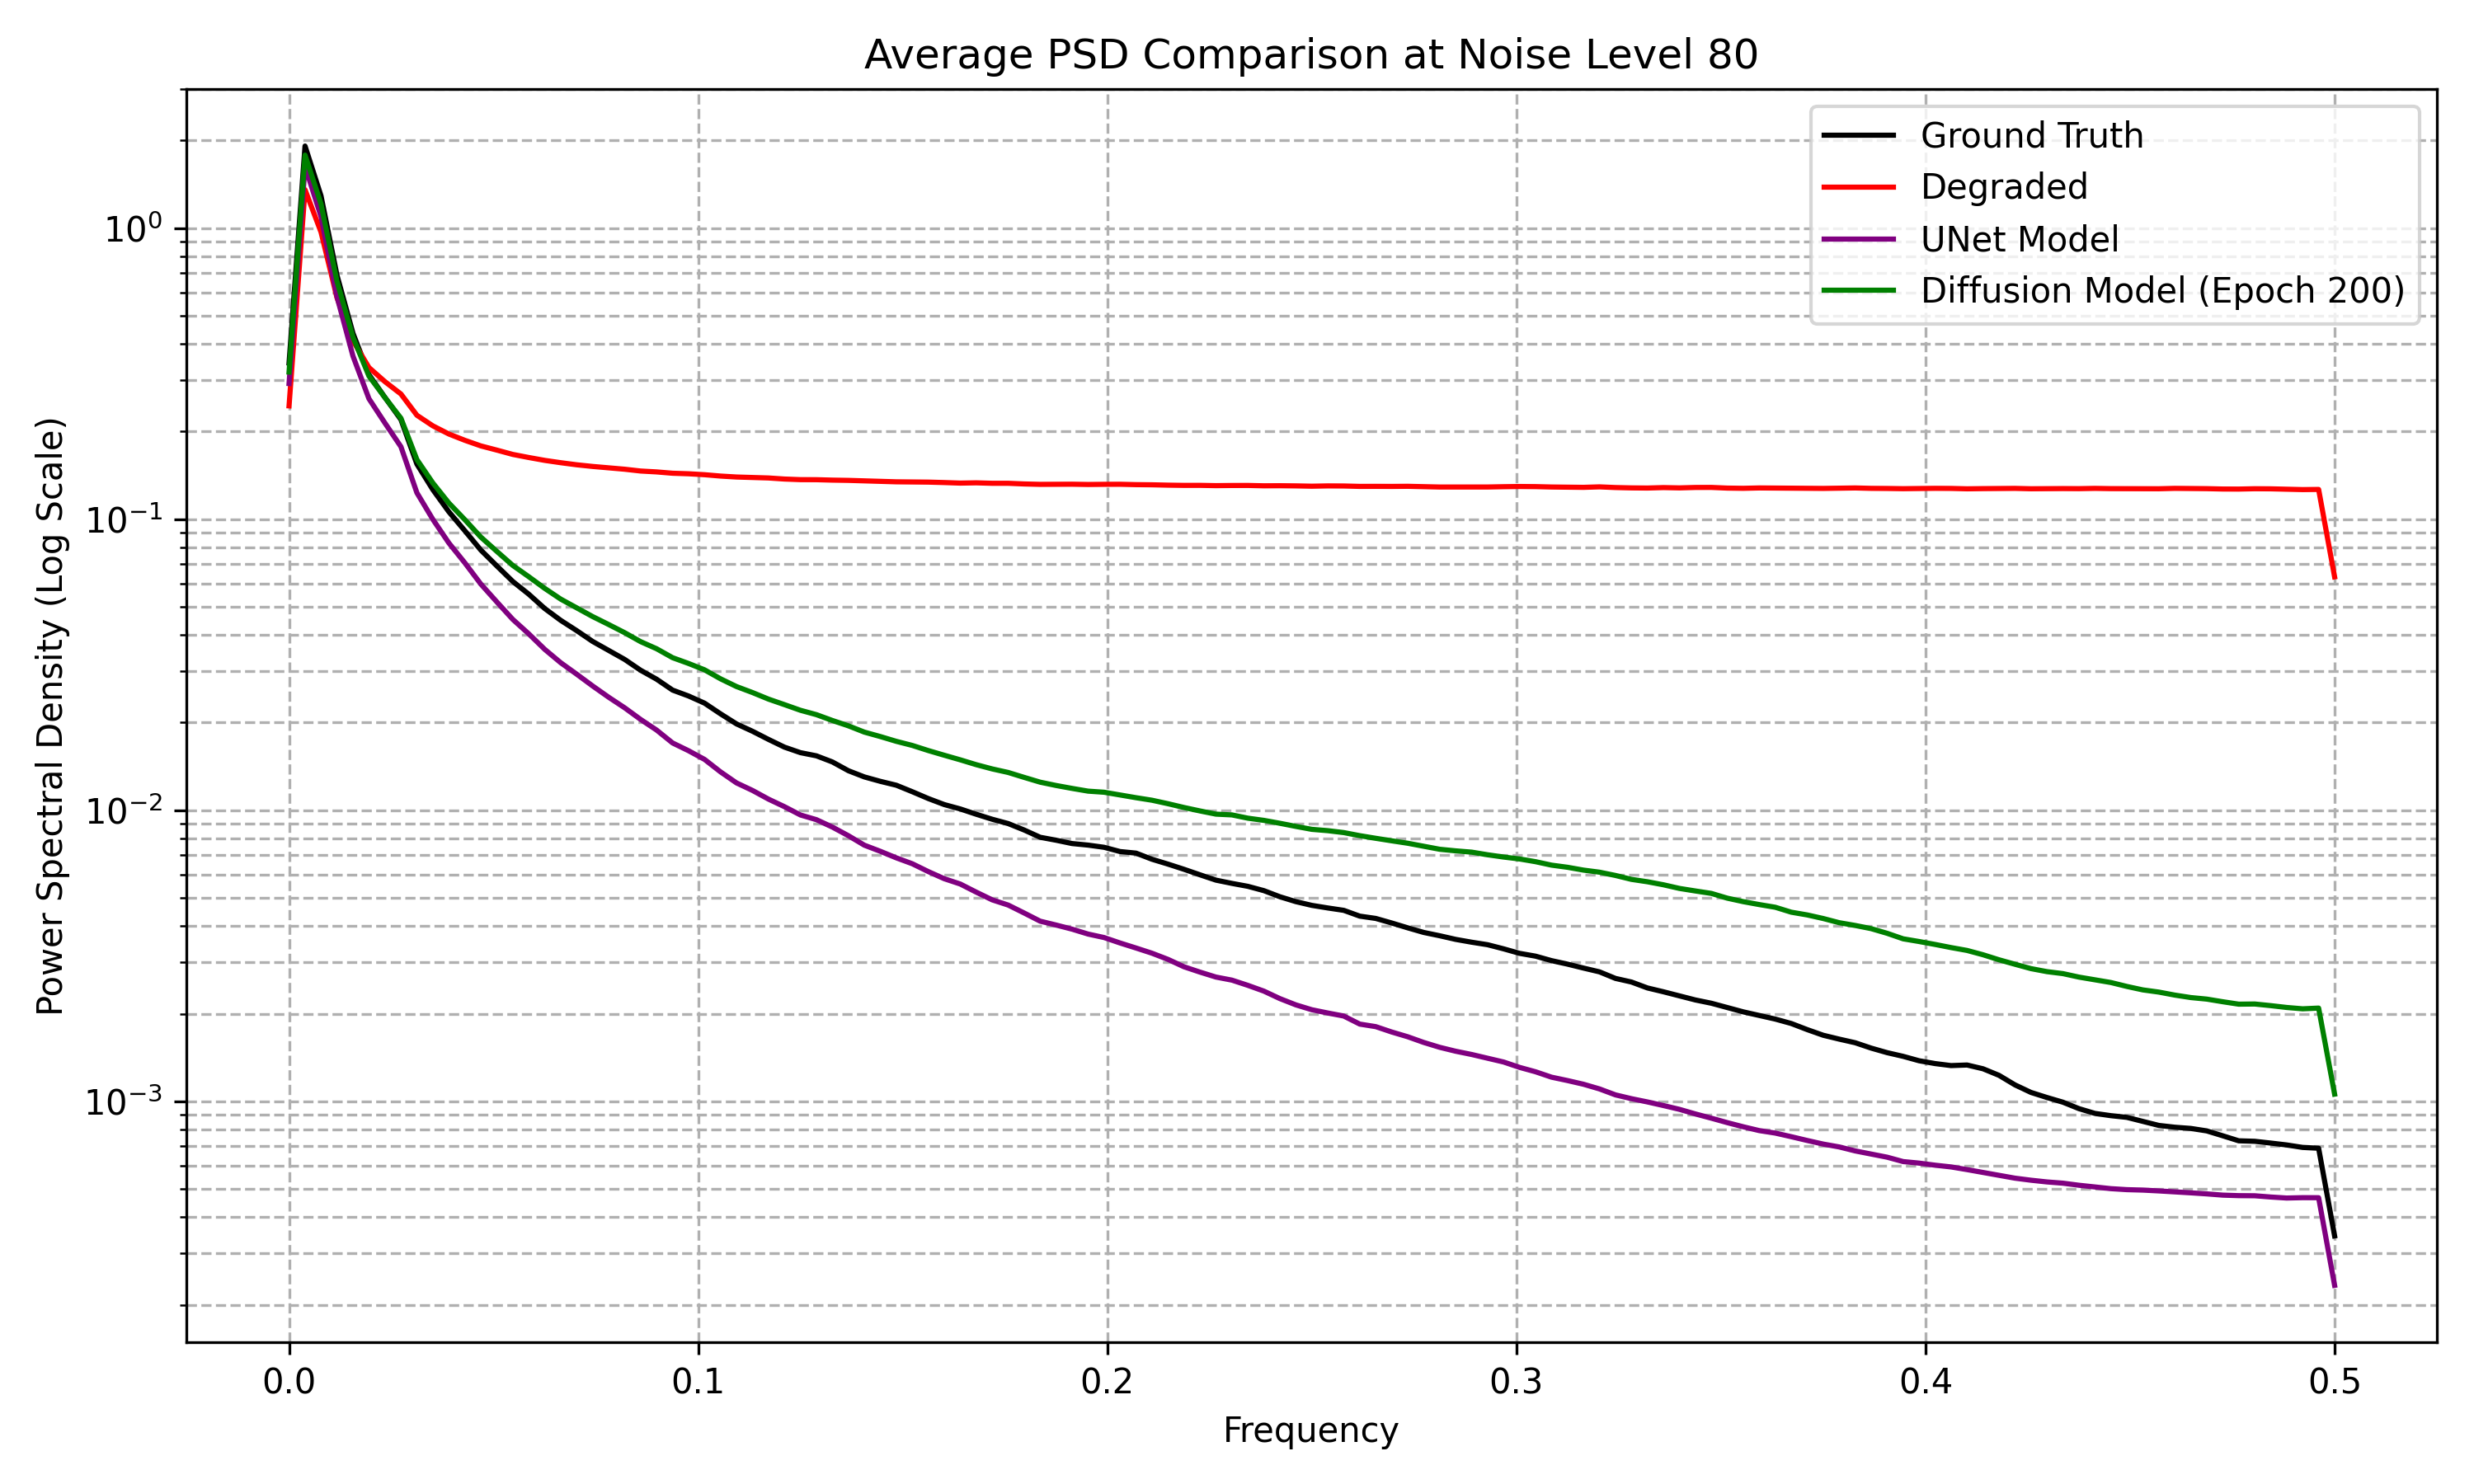 Average PSD Comparison at Noise Level 80
Ground Truth
Degraded
UNet Model
Diffusion Model (Epoch 200)
Power Spectral Density (Log Scale)
10⁰
10⁻¹
10⁻²
10⁻³
0.0 0.1 0.2 0.3 0.4 0.5
Frequency